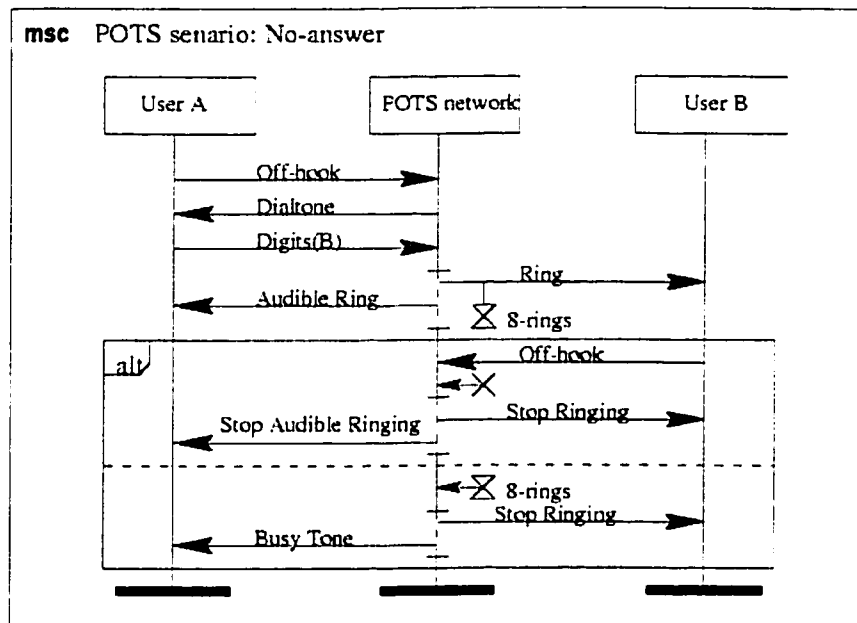 msc POTS senario: No-answer
User A
POTS network
User B
Off-hook
Dialtone
Digits(B)
Ring
Audible Ring
8-rings
alt
Off-hook
Stop Ringing
Stop Audible Ringing
8-rings
Stop Ringing
Busy Tone